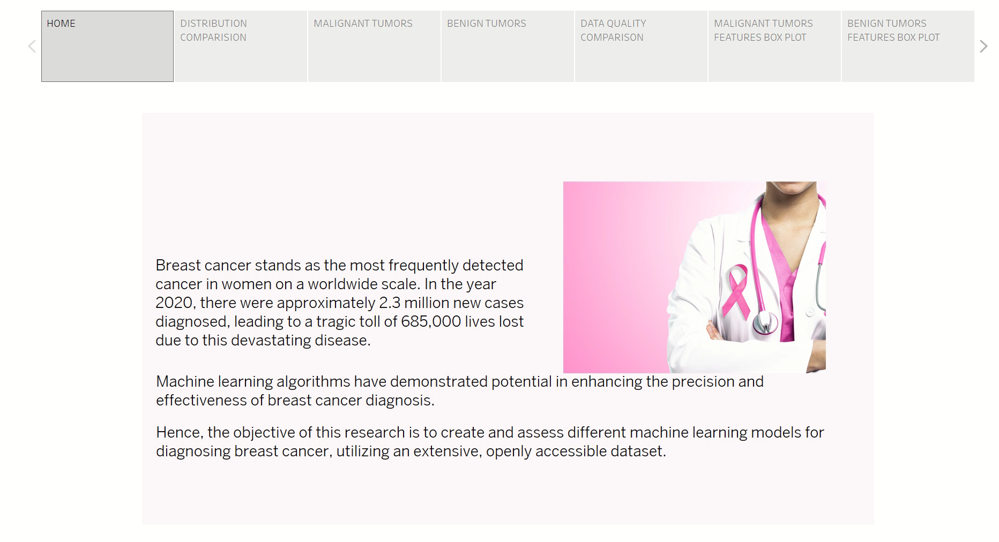 HOME
DISTRIBUTION
COMPARISION
MALIGNANT TUMORS
BENIGN TUMORS
DATA QUALITY
COMPARISON
MALIGNANT TUMORS
FEATURES BOX PLOT
BENIGN TUMORS
FEATURES BOX PLOT
Breast cancer stands as the most frequently detected
cancer in women on a worldwide scale. In the year
2020, there were approximately 2.3 million new cases
diagnosed, leading to a tragic toll of 685,000 lives lost
due to this devastating disease.
Machine learning algorithms have demonstrated potential in enhancing the precision and
effectiveness of breast cancer diagnosis.
Hence, the objective of this research is to create and assess different machine learning models for
diagnosing breast cancer, utilizing an extensive, openly accessible dataset.